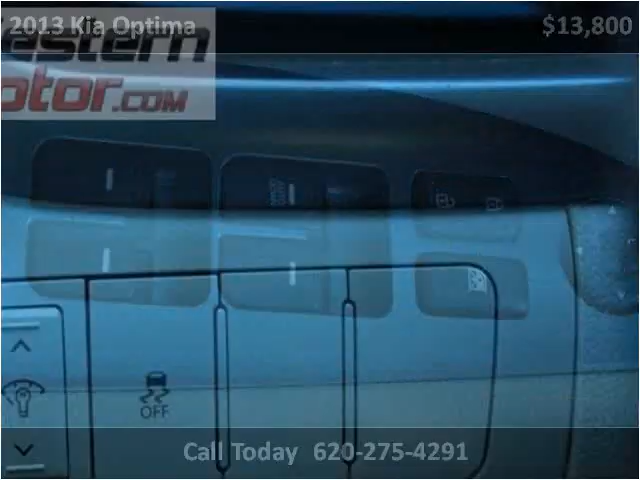 2013 Kia Optima
$13,800
estern
otor.com
OFF
Call Today 620-275-4291